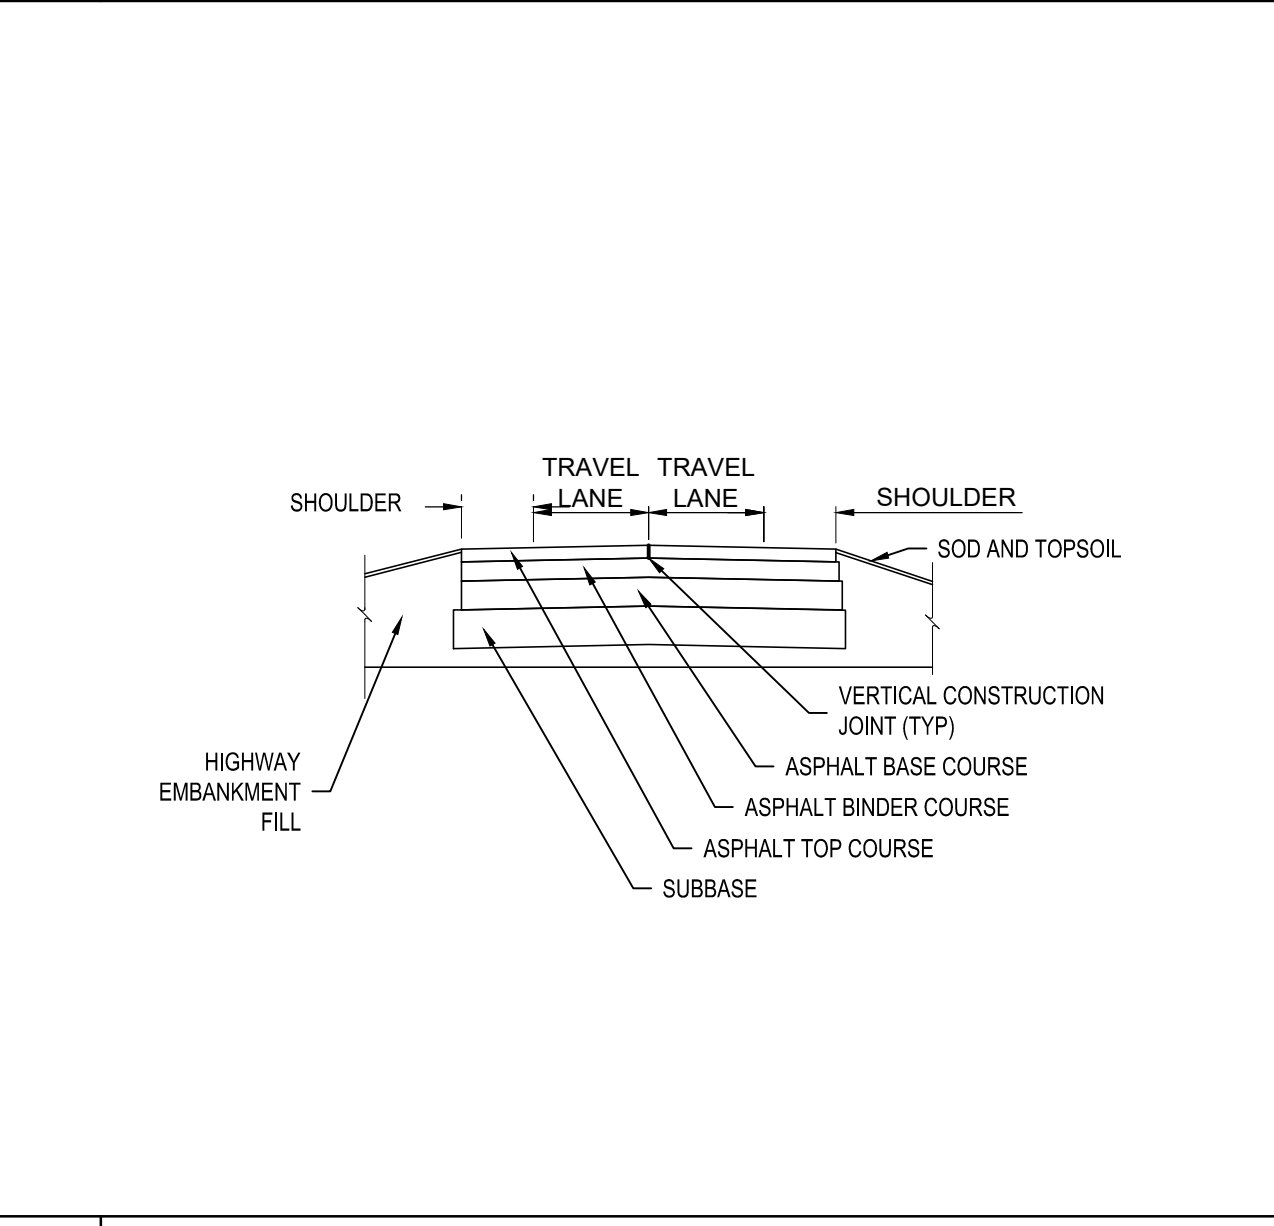 TRAVEL TRAVEL
LANE LANE
SHOULDER
SHOULDER
SOD AND TOPSOIL
VERTICAL CONSTRUCTION
JOINT (TYP)
HIGHWAY
EMBANKMENT
FILL
ASPHALT BASE COURSE
ASPHALT BINDER COURSE
ASPHALT TOP COURSE
SUBBASE